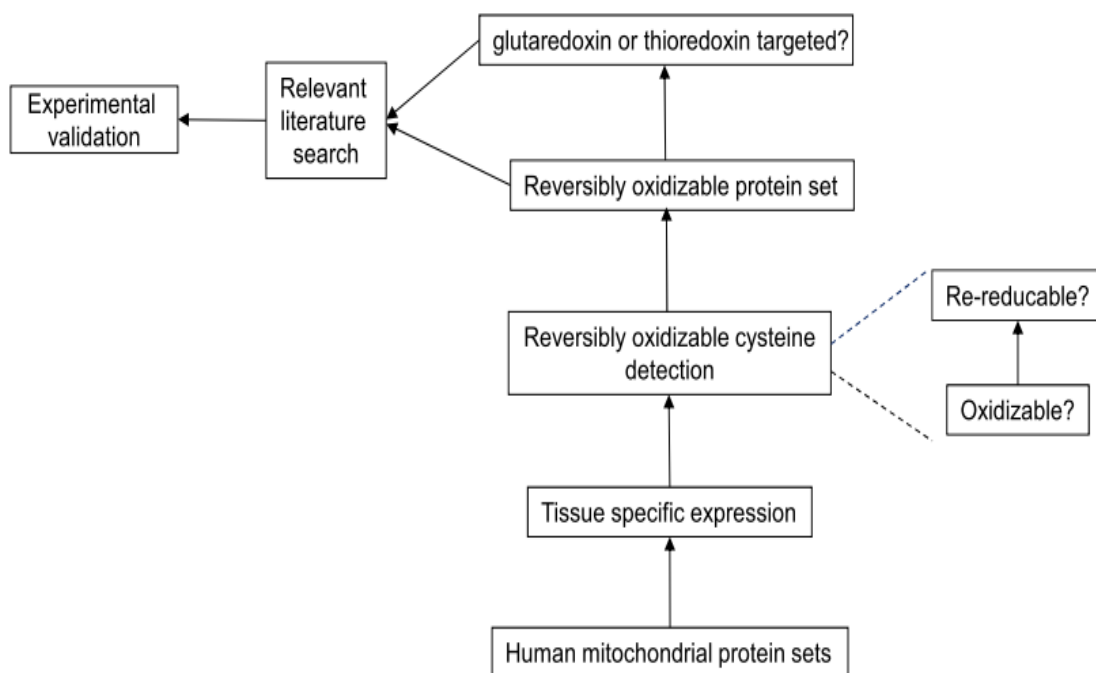 glutaredoxin or thioredoxin targeted?
Experimental
validation
Relevant
literature
search
Reversibly oxidizable protein set
Re-reducable?
Reversibly oxidizable cysteine
detection
Oxidizable?
Tissue specific expression
Human mitochondrial protein sets